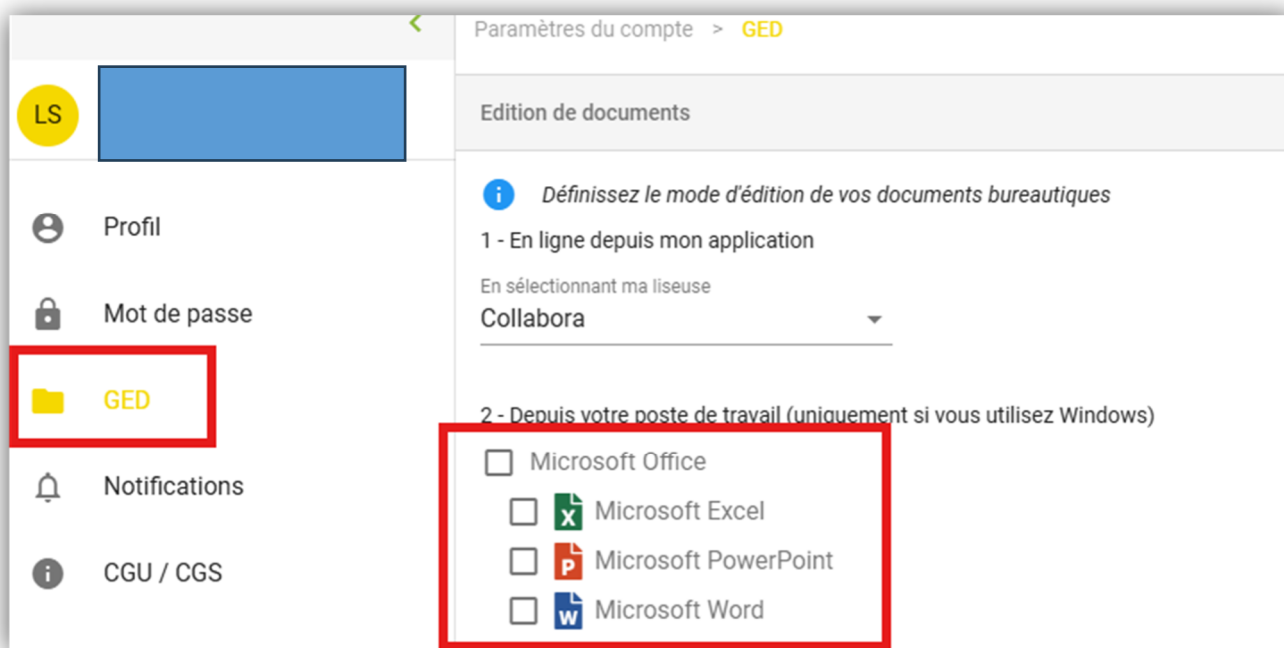 Paramètres du compte > GED
LS
Edition de documents
Définissez le mode d'édition de vos documents bureautiques
Profil
1 - En ligne depuis mon application
En sélectionnant ma liseuse
Mot de passe
Collabora
GED
2 - Depuis votre poste de travail (uniquement si vous utilisez Windows)
Microsoft Office
Notifications
Microsoft Excel
Microsoft PowerPoint
CGU / CGS
Microsoft Word